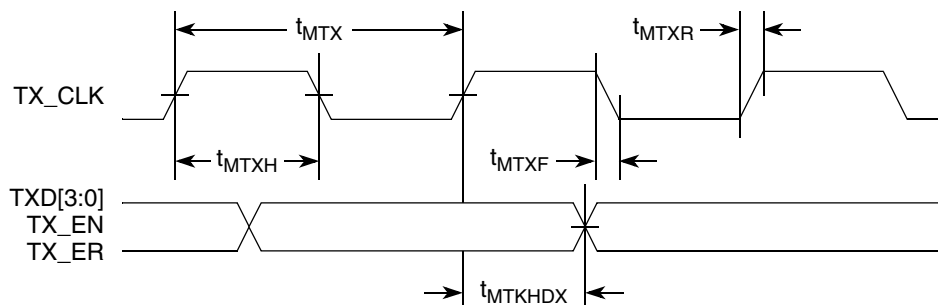 tMTX
tMTXR
TX_CLK
tMTXH
tMTXF
TXD[3:0]
TX_EN
TX_ER
tMTKHDX